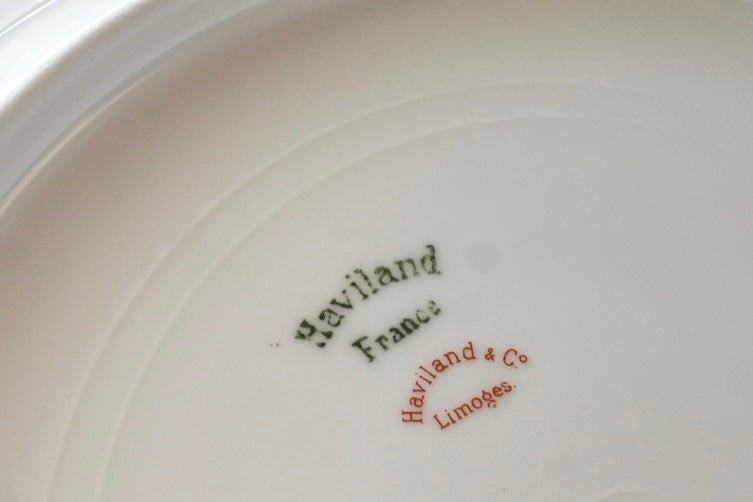 Haviland
France
Haviland & Co
Limoges.